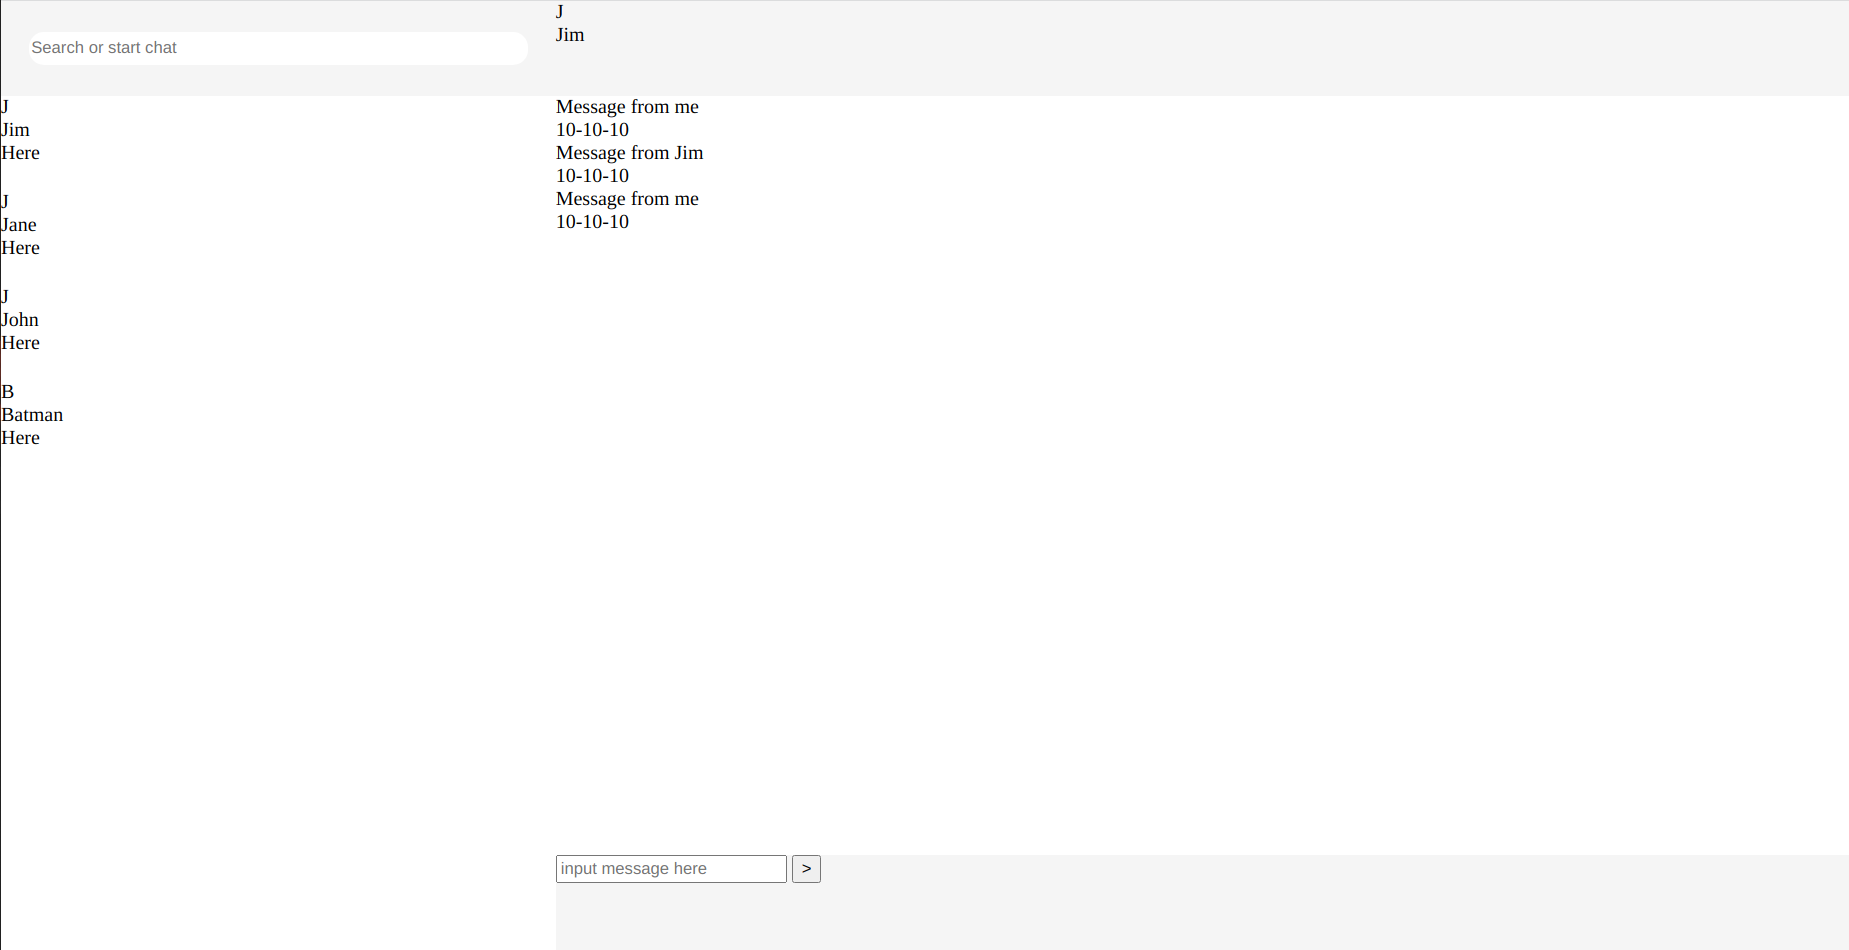 Search or start chat
J
Jim
Here
J
Jane
Here
J
John
Here
B
Batman
Here
J
Jim
Message from me
10-10-10
Message from Jim
10-10-10
Message from me
10-10-10
input message here
>